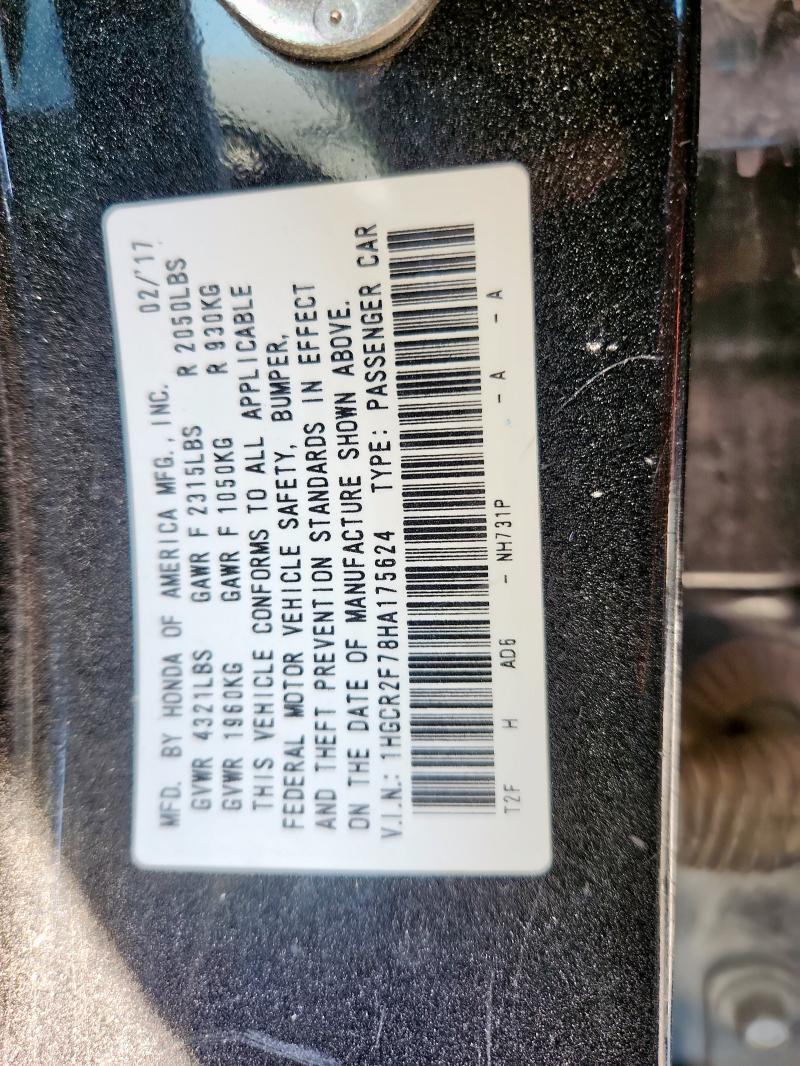 MFD. BY HONDA OF AMERICA MFG., INC. 02/'17
GVWR 4321LBS GAWR F 2315LBS R 2050LBS
GVWR 1960KG GAWR F 1050KG R 930KG
THIS VEHICLE CONFORMS TO ALL APPLICABLE
FEDERAL MOTOR VEHICLE SAFETY, BUMPER,
AND THEFT PREVENTION STANDARDS IN EFFECT
ON THE DATE OF MANUFACTURE SHOWN ABOVE.
V.I.N.: 1HGCR2F78HA175624 TYPE: PASSENGER CAR
T2F H AD6 - NH731P - A - A